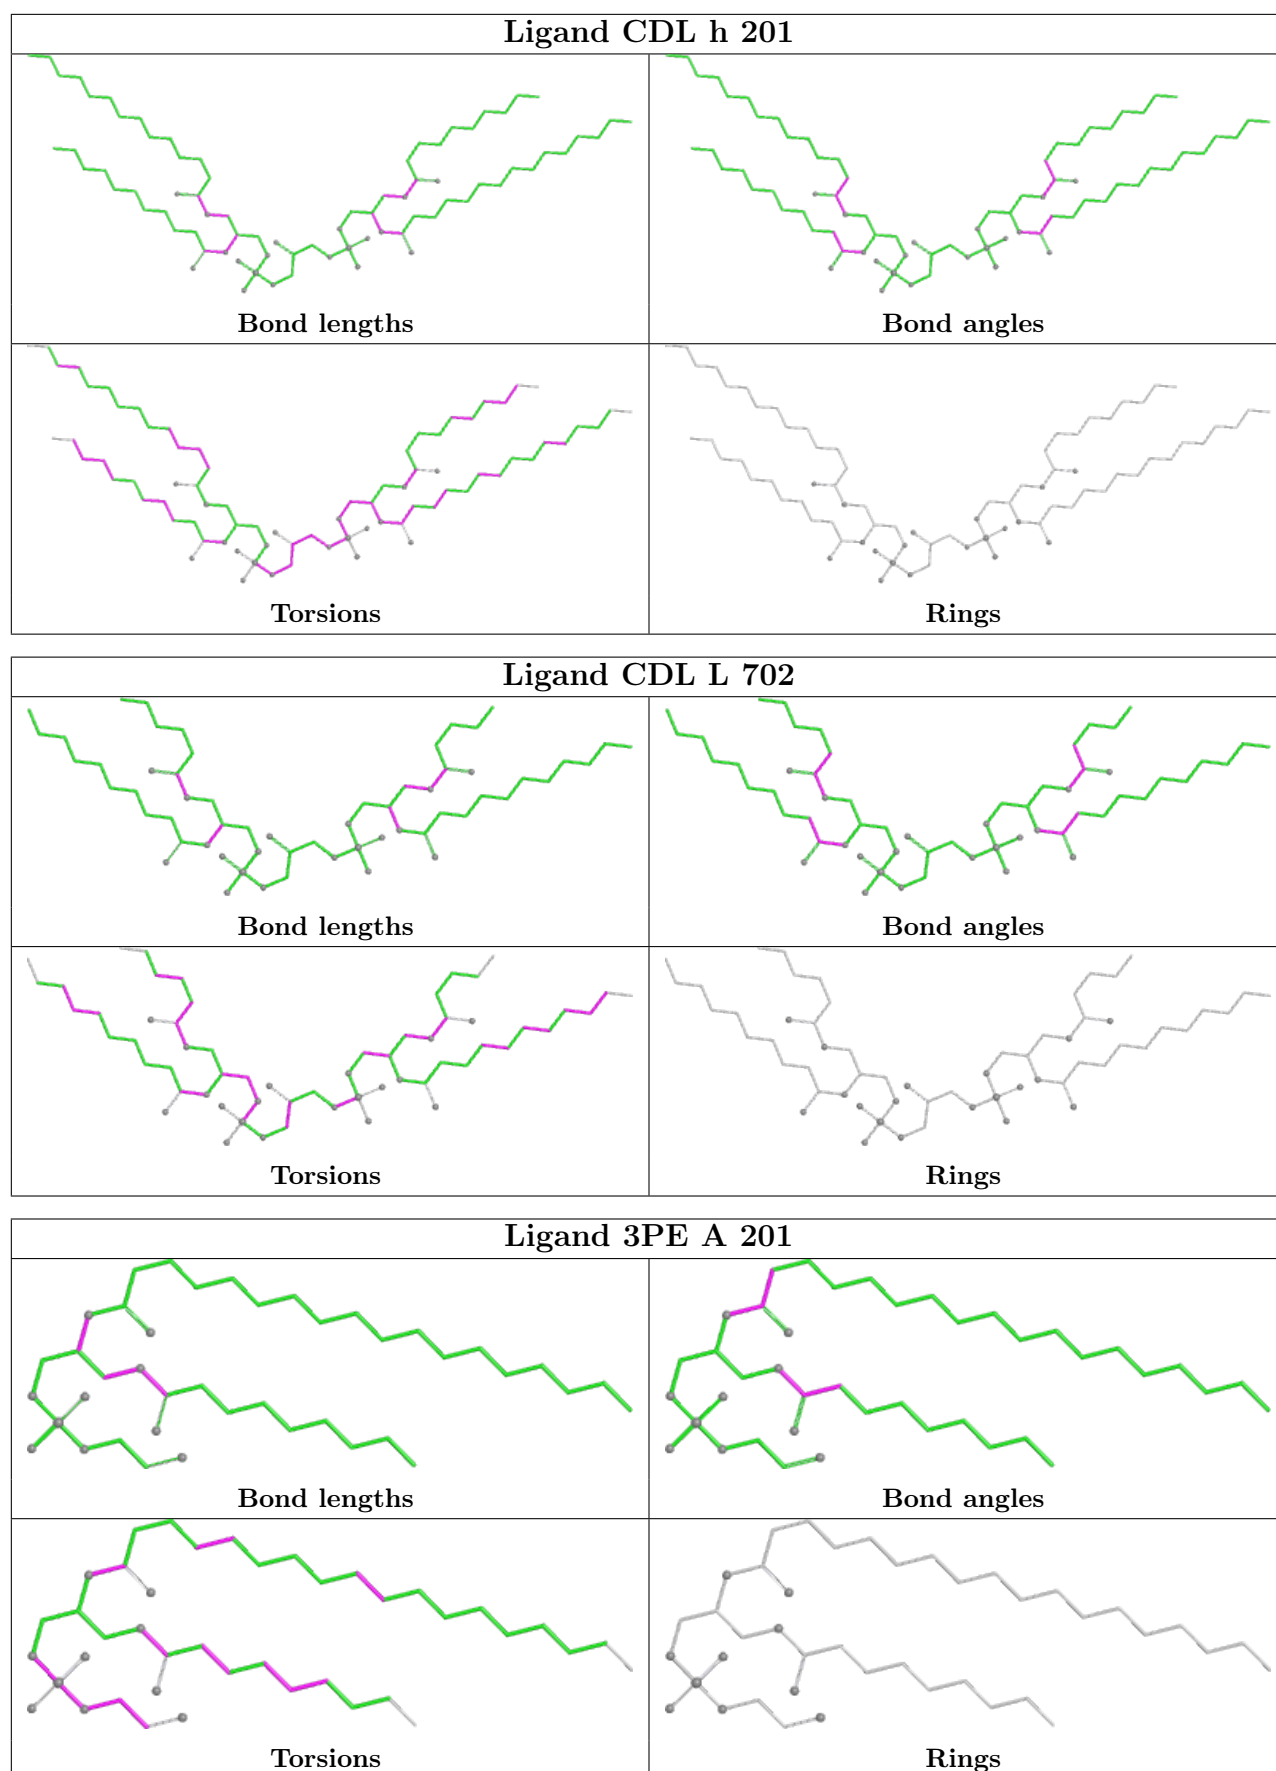 Ligand CDL h 201
Bond lengths
Bond angles
Torsions
Rings
Ligand CDL L 702
Bond lengths
Bond angles
Torsions
Rings
Ligand 3PE A 201
Bond lengths
Bond angles
Torsions
Rings